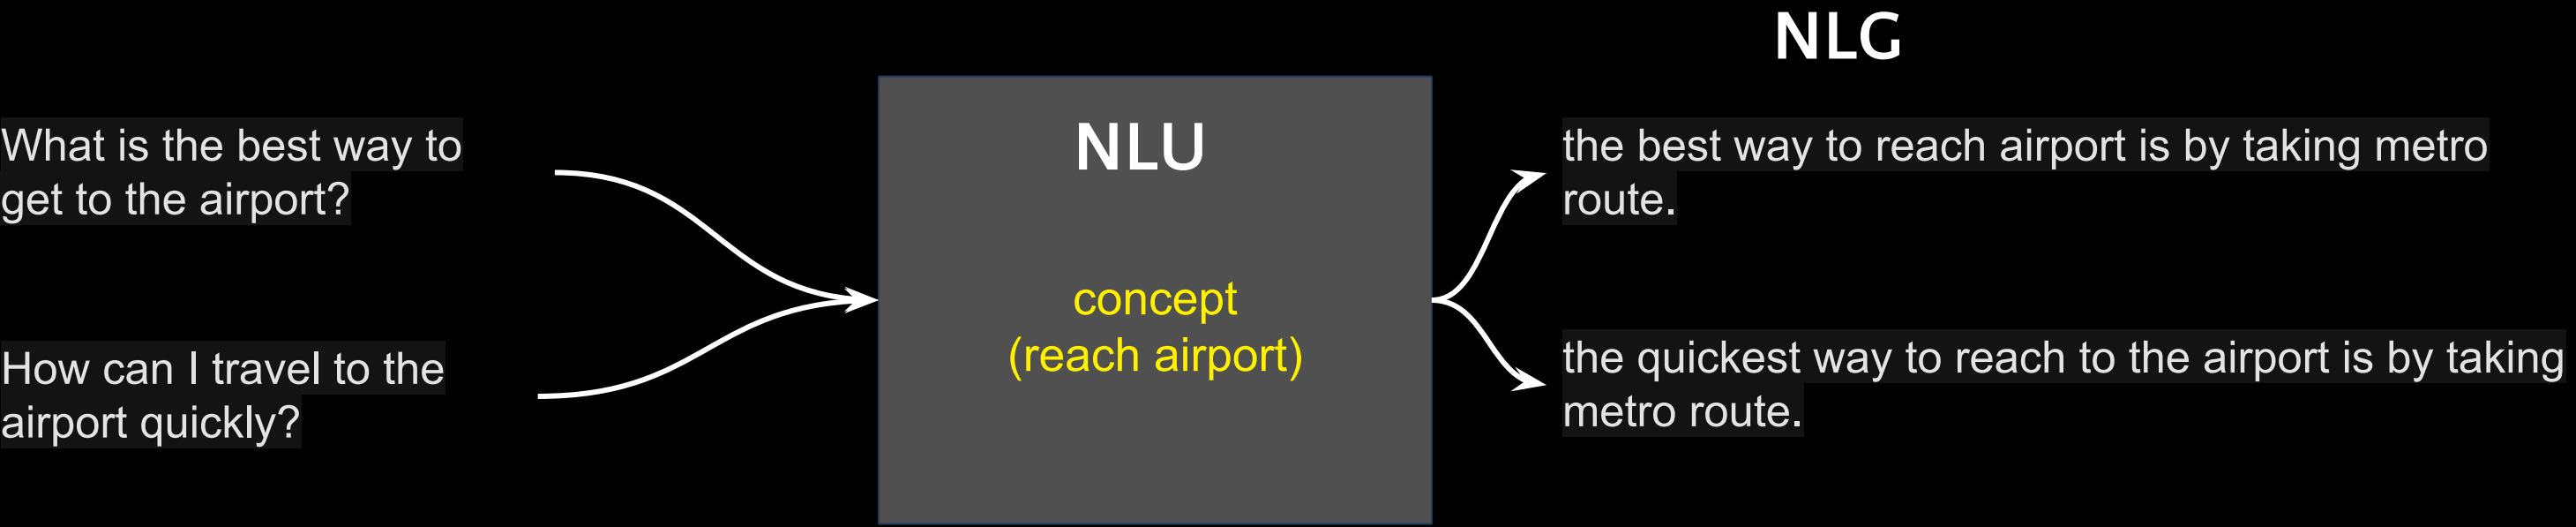 What is the best way to
get to the airport?
How can I travel to the
airport quickly?
NLU
concept
(reach airport)
NLG
the best way to reach airport is by taking metro
route.
the quickest way to reach to the airport is by taking
metro route.